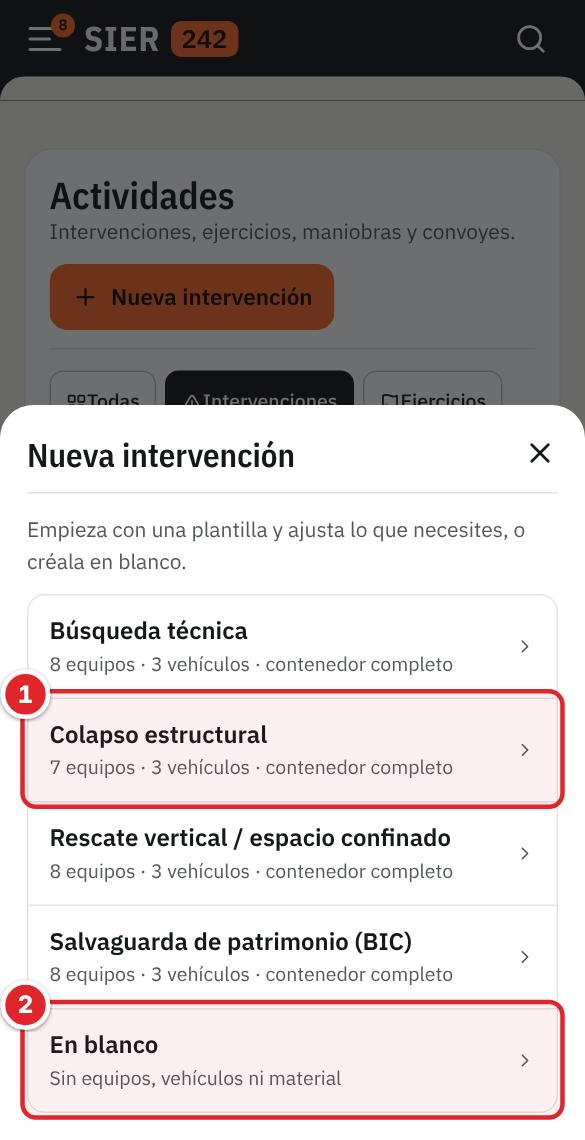 8
SIER 242
Actividades
Intervenciones, ejercicios, maniobras y convoyes.
+ Nueva intervención
Todas Intervenciones Ejercicios
Nueva intervención
Empieza con una plantilla y ajusta lo que necesites, o
créala en blanco.
Búsqueda técnica
8 equipos · 3 vehículos · contenedor completo
1
Colapso estructural
7 equipos · 3 vehículos · contenedor completo
Rescate vertical / espacio confinado
8 equipos · 3 vehículos · contenedor completo
Salvaguarda de patrimonio (BIC)
8 equipos · 3 vehículos · contenedor completo
2
En blanco
Sin equipos, vehículos ni material